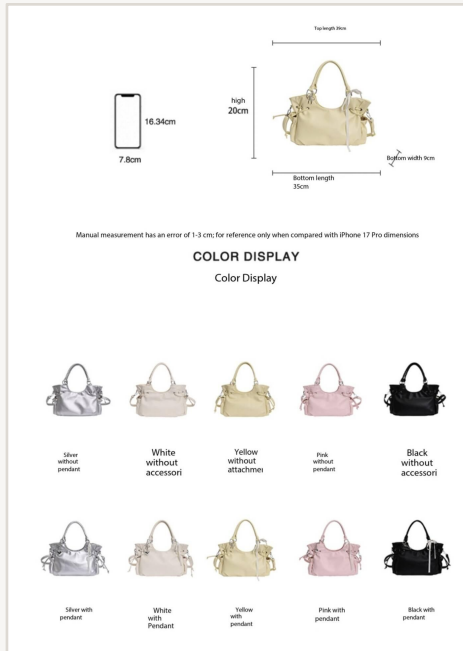 Top length 39cm
high
20cm
16.34cm
7.8cm
Bottom width 9cm
Bottom length
35cm
Manual measurement has an error of 1-3 cm; for reference only when compared with iPhone 17 Pro dimensions
COLOR DISPLAY
Color Display
Silver
without
pendant
White
without
accessori
Yellow
without
attachmei
Pink
without
pendant
Black
without
accessori
Silver with
pendant
White
with
Pendant
Yellow
with
pendant
Pink with
pendant
Black with
pendant